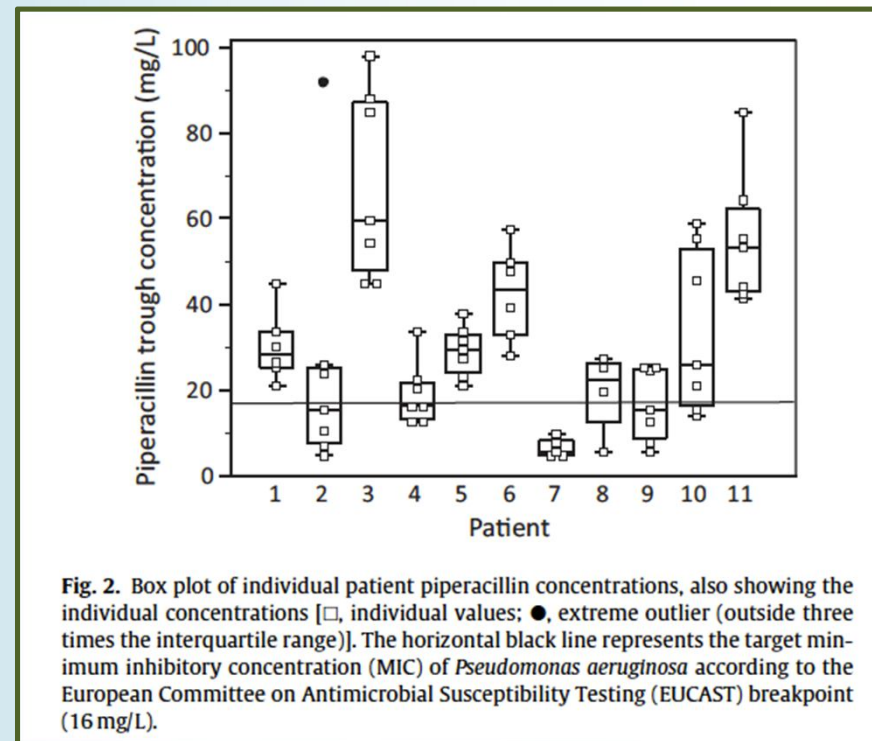 Piperacillin trough concentration (mg/L)
100
80
60
40
20
0
1 2 3 4 5 6 7 8 9 10 11
Patient
Fig. 2. Box plot of individual patient piperacillin concentrations, also showing the
individual concentrations [□, individual values; ●, extreme outlier (outside three
times the interquartile range)]. The horizontal black line represents the target min-
imum inhibitory concentration (MIC) of Pseudomonas aeruginosa according to the
European Committee on Antimicrobial Susceptibility Testing (EUCAST) breakpoint
(16 mg/L).